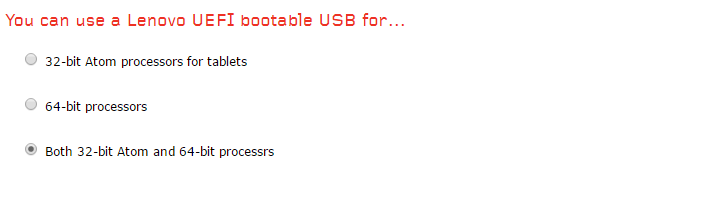 You can use a Lenovo UEFI bootable USB for...
32-bit Atom processors for tablets
64-bit processors
Both 32-bit Atom and 64-bit processrs